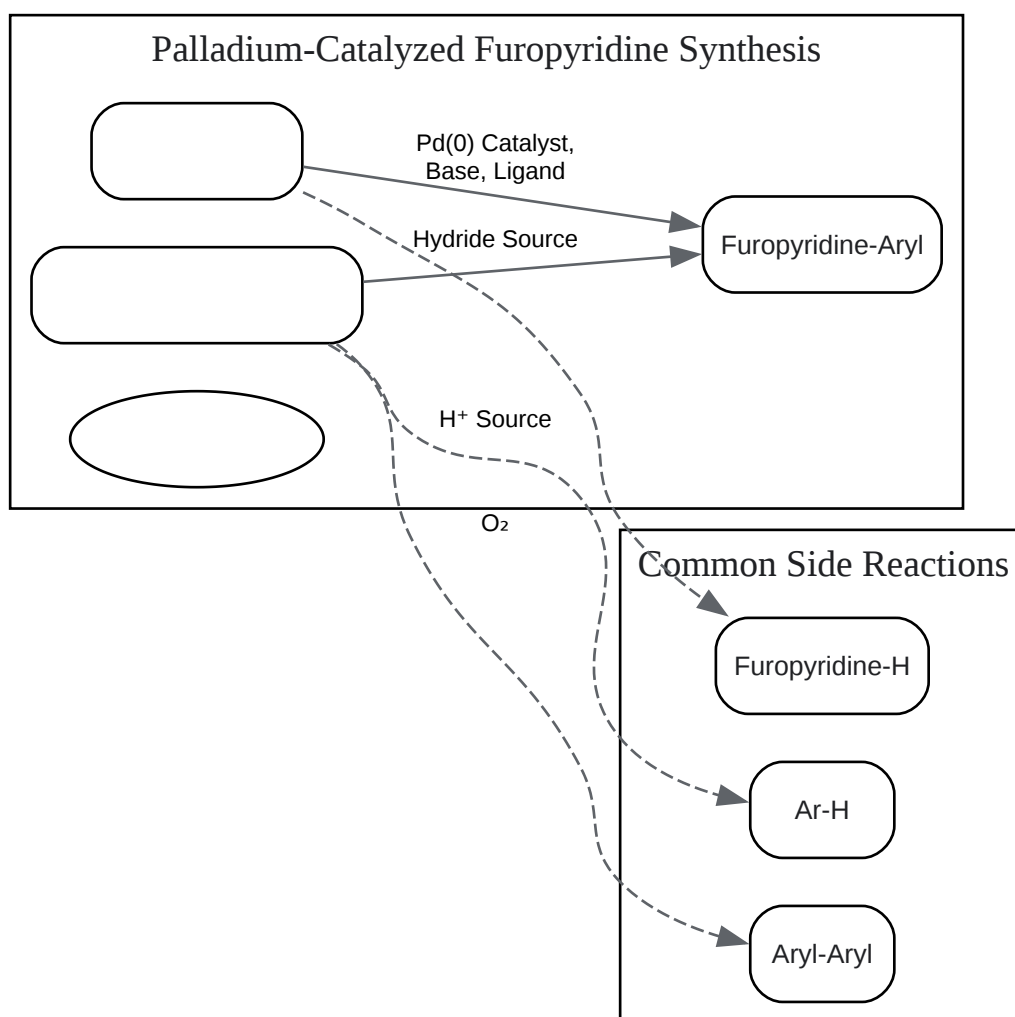 Palladium-Catalyzed Furopyridine Synthesis
Pd(0) Catalyst,
Base, Ligand
Furopyridine-Aryl
Hydride Source
H⁺ Source
O₂
Common Side Reactions
Furopyridine-H
Ar-H
Aryl-Aryl